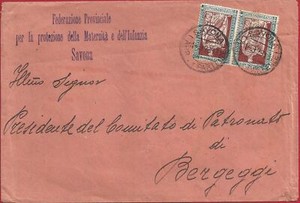 Federazione Provinciale
per la protezione della Maternità e dell'Infanzia
Savona
Illmo Signor
Presidente del Comitato di Patronato
di
Bergeggi